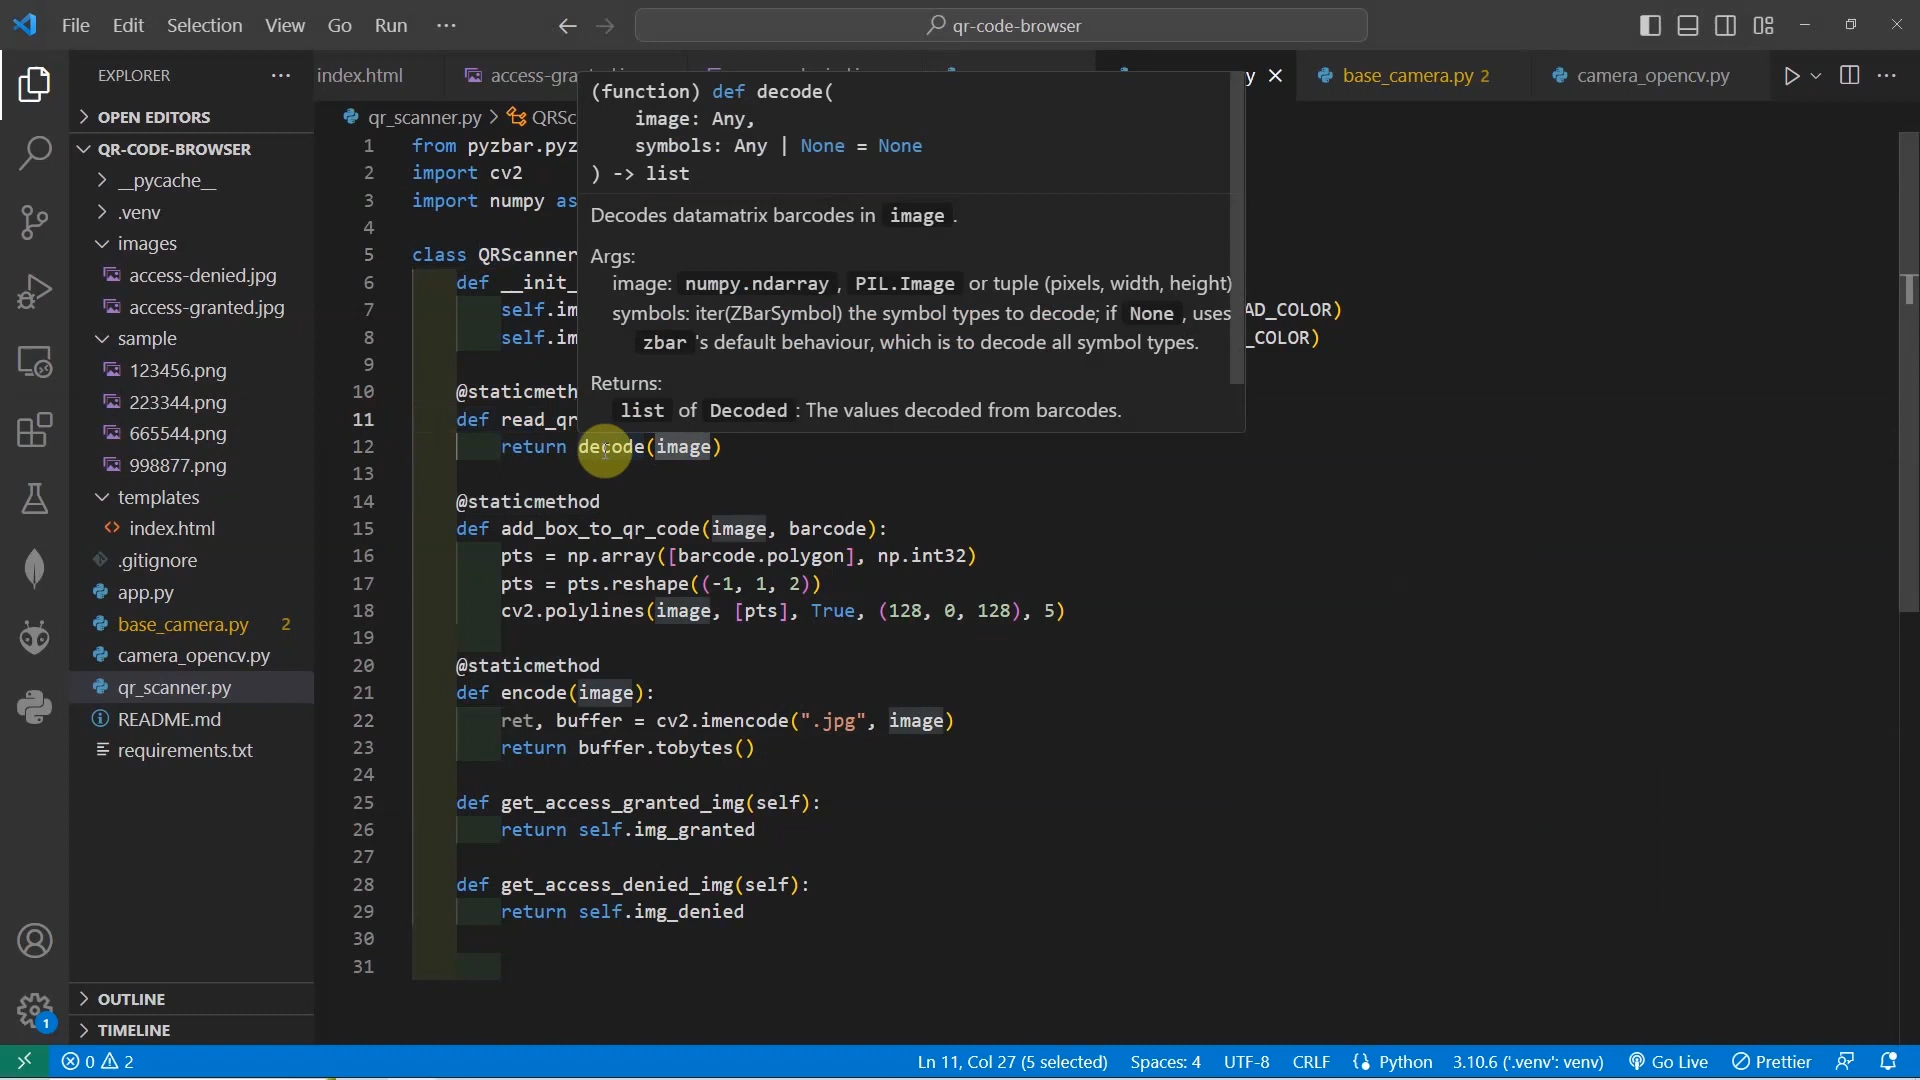 File Edit Selection View Go Run ···
qr-code-browser
EXPLORER ···
OPEN EDITORS
QR-CODE-BROWSER
__pycache__
.venv
images
access-denied.jpg
access-granted.jpg
sample
123456.png
223344.png
665544.png
998877.png
templates
index.html
.gitignore
app.py
base_camera.py 2
camera_opencv.py
qr_scanner.py
README.md
requirements.txt
OUTLINE
TIMELINE
1
index.html
y
base_camera.py 2
camera_opencv.py
···
qr_scanner.py >
(function) def decode(
image: Any,
symbols: Any | None = None
) -> list
Decodes datamatrix barcodes in image .
Args:
image: numpy.ndarray , PIL.Image or tuple (pixels, width, height)
symbols: iter(ZBarSymbol) the symbol types to decode; if None , uses
zbar 's default behaviour, which is to decode all symbol types.
Returns:
list of Decoded : The values decoded from barcodes.
1 from
2 import cv2
3 import numpy as
4
5 class QRScanner
6 def __init_
7 self.im AD_COLOR)
8 self.im _COLOR)
9
10 @staticmeth
11 def read_qr
12 return decode(image)
13
14 @staticmethod
15 def add_box_to_qr_code(image, barcode):
16 pts = np.array([barcode.polygon], np.int32)
17 pts = pts.reshape((-1, 1, 2))
18 cv2.polylines(image, [pts], True, (128, 0, 128), 5)
19
20 @staticmethod
21 def encode(image):
22 ret, buffer = cv2.imencode(".jpg", image)
23 return buffer.tobytes()
24
25 def get_access_granted_img(self):
26 return self.img_granted
27
28 def get_access_denied_img(self):
29 return self.img_denied
30
31
0 2
Ln 11, Col 27 (5 selected) Spaces: 4 UTF-8 CRLF Python 3.10.6 ('.venv': venv) Go Live Prettier